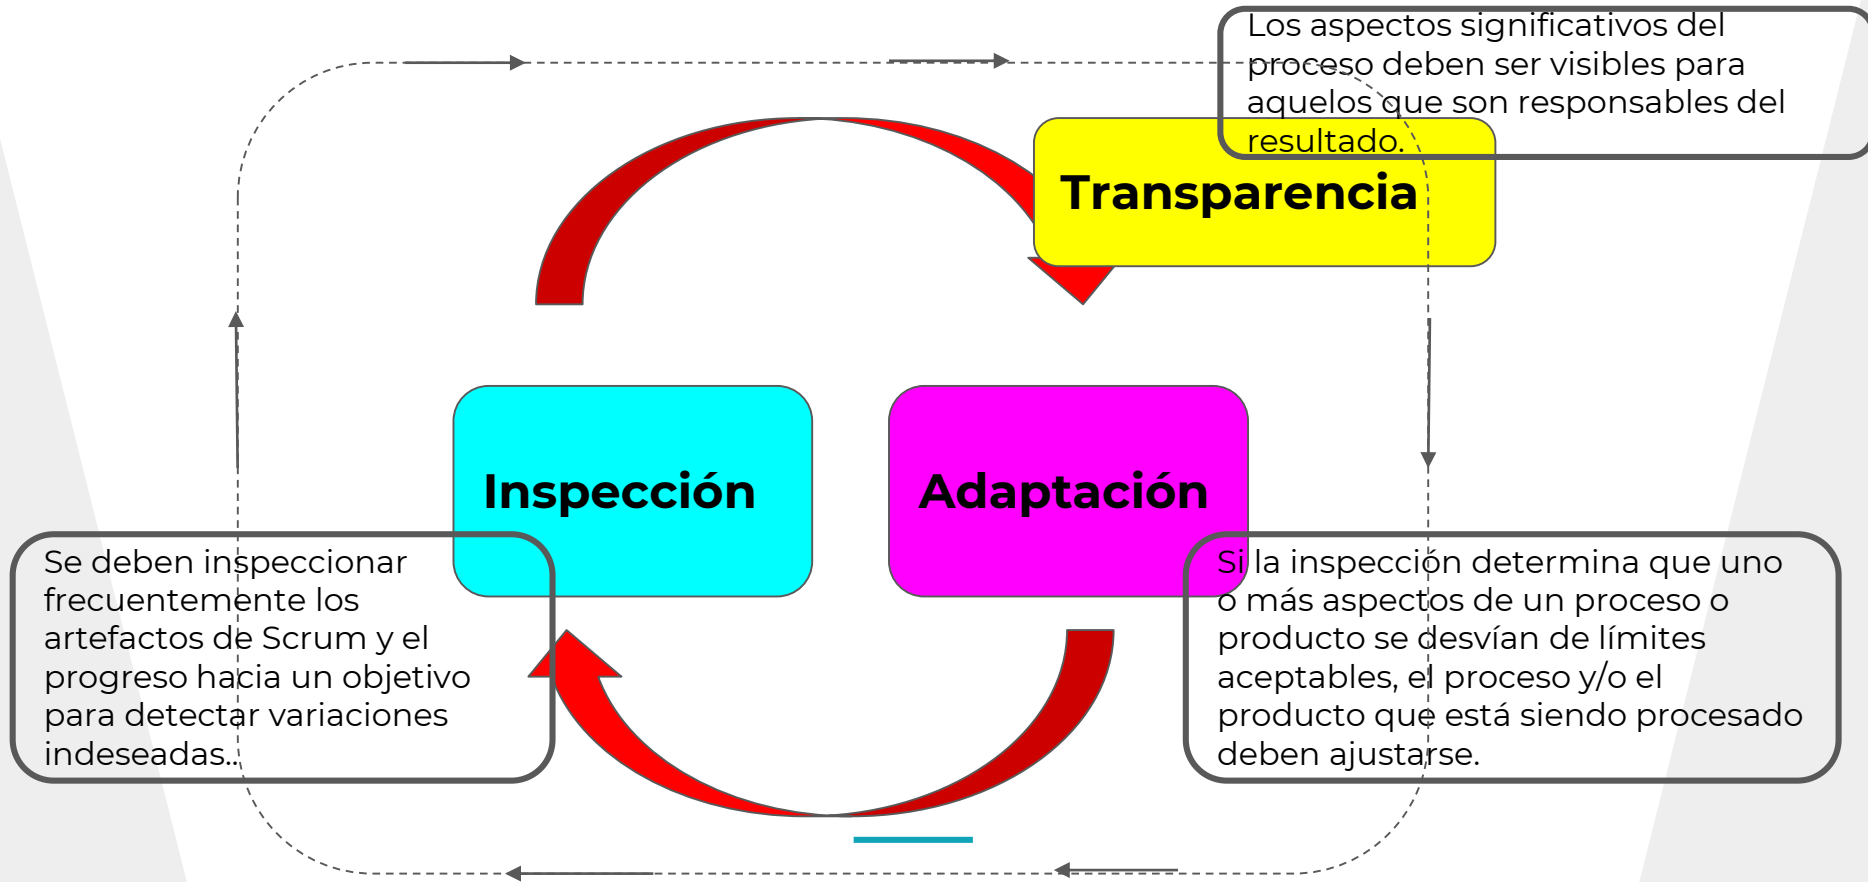 Los aspectos significativos del
proceso deben ser visibles para
aquelos que son responsables del
resultado.
Transparencia
Inspección
Adaptación
Se deben inspeccionar
frecuentemente los
artefactos de Scrum y el
progreso hacia un objetivo
para detectar variaciones
indeseadas..
Si la inspección determina que uno
o más aspectos de un proceso o
producto se desvían de límites
aceptables, el proceso y/o el
producto que está siendo procesado
deben ajustarse.